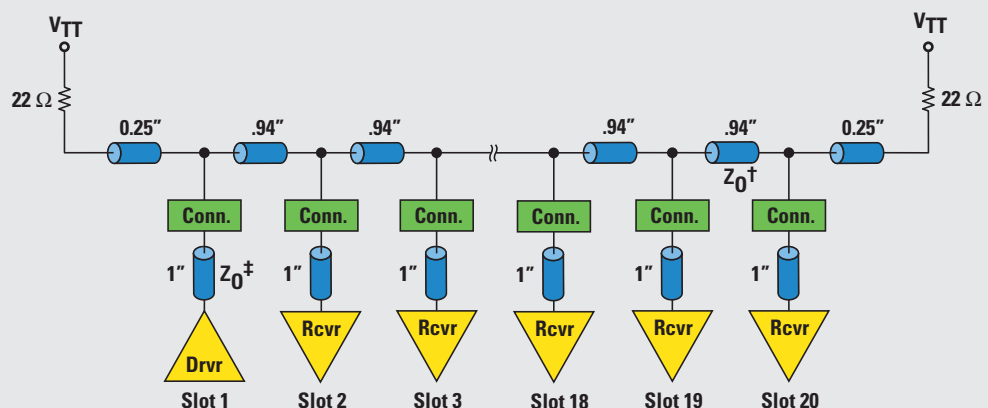 VTT VTT
22 Ω 22 Ω
0.25″ .94″ .94″ .94″ .94″ 0.25″
Z0†
Conn. Conn. Conn. Conn. Conn. Conn.
1″ Z0‡ 1″ 1″ 1″ 1″ 1″
Drvr Rcvr Rcvr Rcvr Rcvr Rcvr
Slot 1 Slot 2 Slot 3 Slot 18 Slot 19 Slot 20